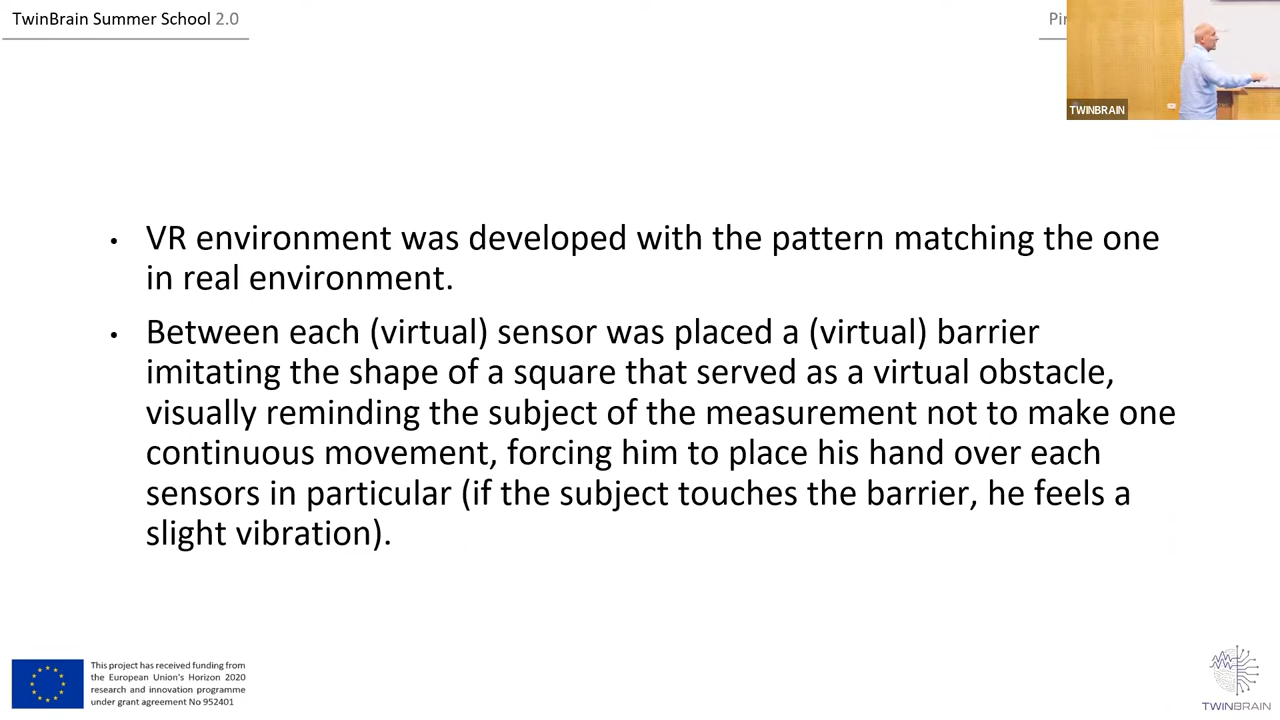 TwinBrain Summer School 2.0
TWINBRAIN
• VR environment was developed with the pattern matching the one
in real environment.
• Between each (virtual) sensor was placed a (virtual) barrier
imitating the shape of a square that served as a virtual obstacle,
visually reminding the subject of the measurement not to make one
continuous movement, forcing him to place his hand over each
sensors in particular (if the subject touches the barrier, he feels a
slight vibration).
This project has received funding from
the European Union's Horizon 2020
research and innovation programme
under grant agreement No 952401
TWINBRAIN